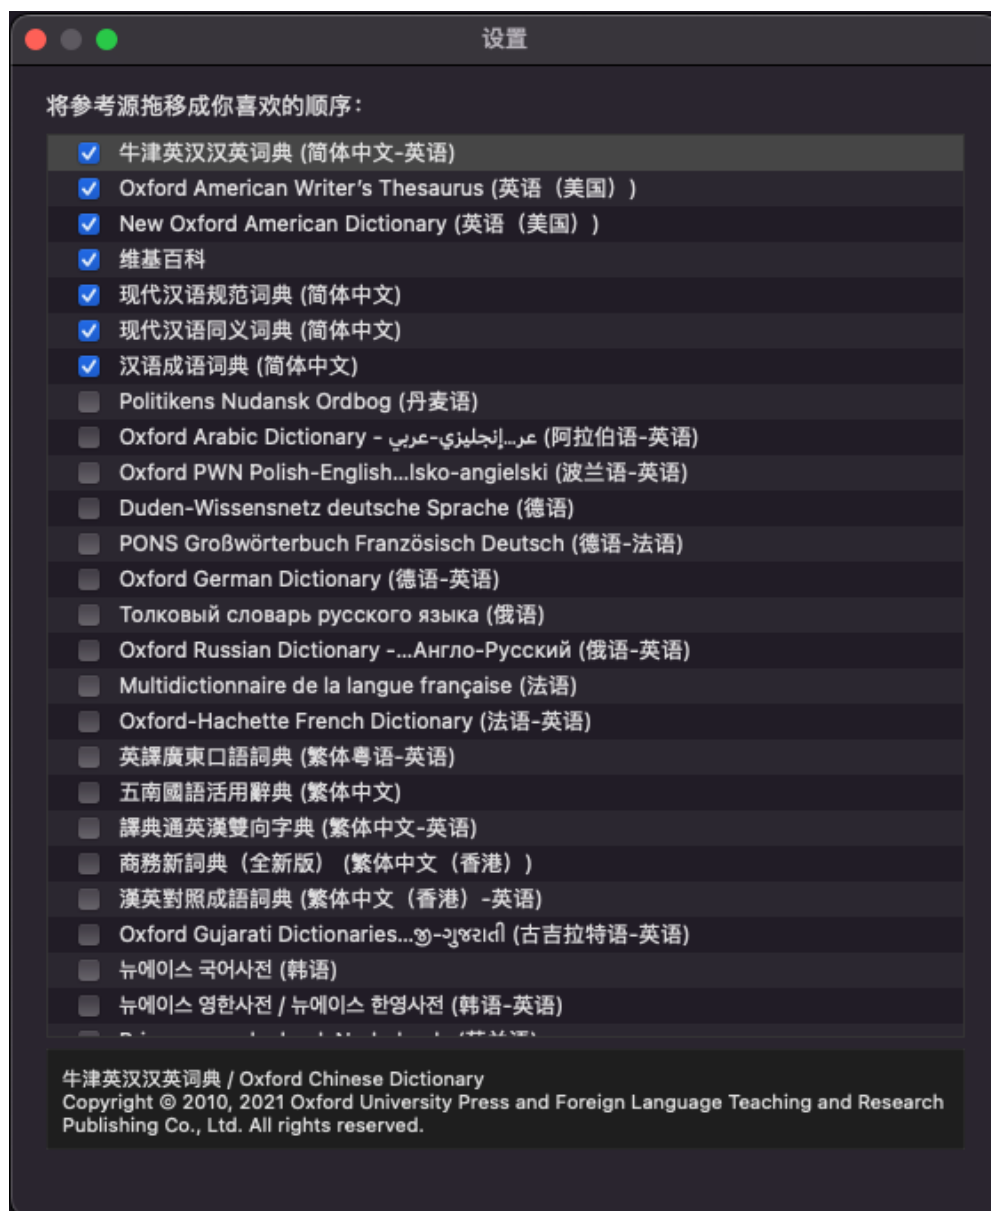 设置
将参考源拖移成你喜欢的顺序：
牛津英汉汉英词典 (简体中文-英语)
Oxford American Writer's Thesaurus (英语（美国）)
New Oxford American Dictionary (英语（美国）)
维基百科
现代汉语规范词典 (简体中文)
现代汉语同义词典 (简体中文)
汉语成语词典 (简体中文)
Politikens Nudansk Ordbog (丹麦语)
Oxford Arabic Dictionary - عر...إنجليزي-عربي (阿拉伯语-英语)
Oxford PWN Polish-English...lsko-angielski (波兰语-英语)
Duden-Wissensnetz deutsche Sprache (德语)
PONS Großwörterbuch Französisch Deutsch (德语-法语)
Oxford German Dictionary (德语-英语)
Толковый словарь русского языка (俄语)
Oxford Russian Dictionary -...Англо-Русский (俄语-英语)
Multidictionnaire de la langue française (法语)
Oxford-Hachette French Dictionary (法语-英语)
英譯廣東口語詞典 (繁体粤语-英语)
五南國語活用辭典 (繁体中文)
譯典通英漢雙向字典 (繁体中文-英语)
商務新詞典（全新版） (繁体中文（香港）)
漢英對照成語詞典 (繁体中文（香港）-英语)
Oxford Gujarati Dictionaries...જી-ગુજરાતી (古吉拉特语-英语)
뉴에이스 국어사전 (韩语)
뉴에이스 영한사전 / 뉴에이스 한영사전 (韩语-英语)
牛津英汉汉英词典 / Oxford Chinese Dictionary
Copyright © 2010, 2021 Oxford University Press and Foreign Language Teaching and Research
Publishing Co., Ltd. All rights reserved.